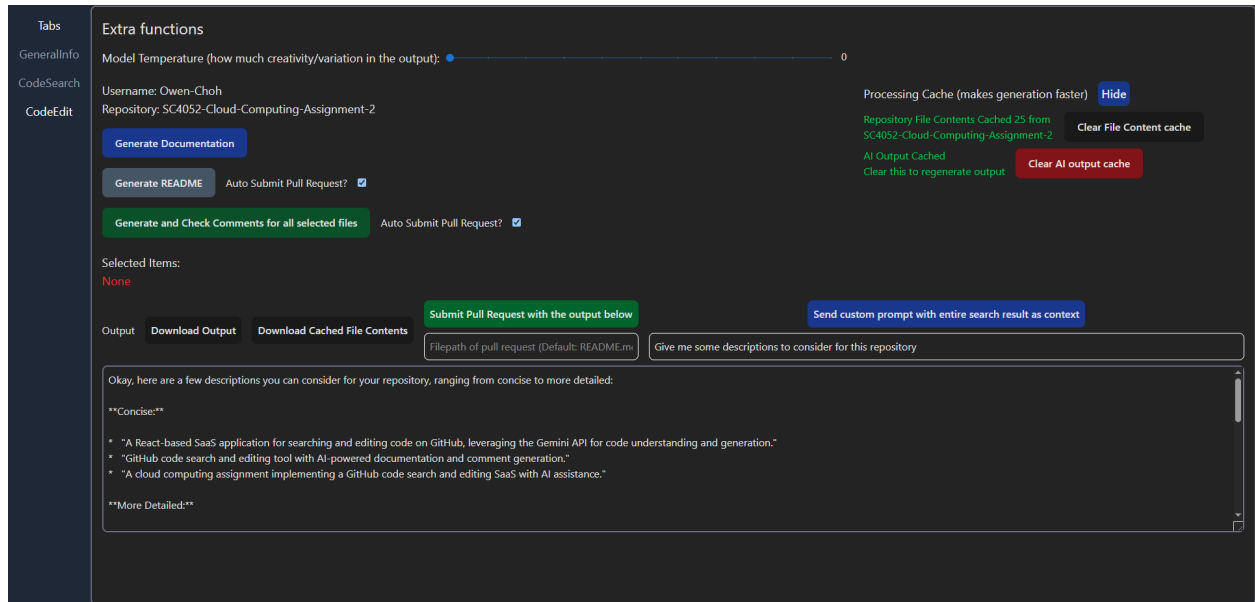 Tabs
GeneralInfo
CodeSearch
CodeEdit
Extra functions
Model Temperature (how much creativity/variation in the output):
0
Username: Owen-Choh
Repository: SC4052-Cloud-Computing-Assignment-2
Processing Cache (makes generation faster) Hide
Repository File Contents Cached 25 from
SC4052-Cloud-Computing-Assignment-2
Clear File Content cache
AI Output Cached
Clear this to regenerate output
Clear AI output cache
Generate Documentation
Generate README Auto Submit Pull Request?
Generate and Check Comments for all selected files Auto Submit Pull Request?
Selected Items:
None
Output Download Output Download Cached File Contents
Submit Pull Request with the output below
Filepath of pull request (Default: README.m
Send custom prompt with entire search result as context
Give me some descriptions to consider for this repository
Okay, here are a few descriptions you can consider for your repository, ranging from concise to more detailed:
**Concise:**
* "A React-based SaaS application for searching and editing code on GitHub, leveraging the Gemini API for code understanding and generation."
* "GitHub code search and editing tool with AI-powered documentation and comment generation."
* "A cloud computing assignment implementing a GitHub code search and editing SaaS with AI assistance."
**More Detailed:**